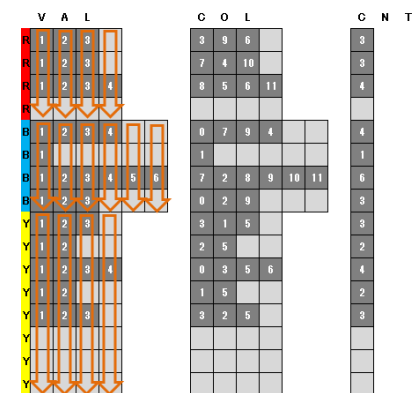 V A L C O L C N T
R 1 2 3 3 9 6 3
R 1 2 3 7 4 10 3
R 1 2 3 4 8 5 6 11 4
R
B 1 2 3 4 0 7 9 4 4
B 1 1 1
B 1 2 3 4 5 6 7 2 8 9 10 11 6
B 1 2 3 0 2 9 3
Y 1 2 3 3 1 5 3
Y 1 2 2 5 2
Y 1 2 3 4 0 3 5 6 4
Y 1 2 1 5 2
Y 1 2 3 3 2 5 3
Y
Y
Y